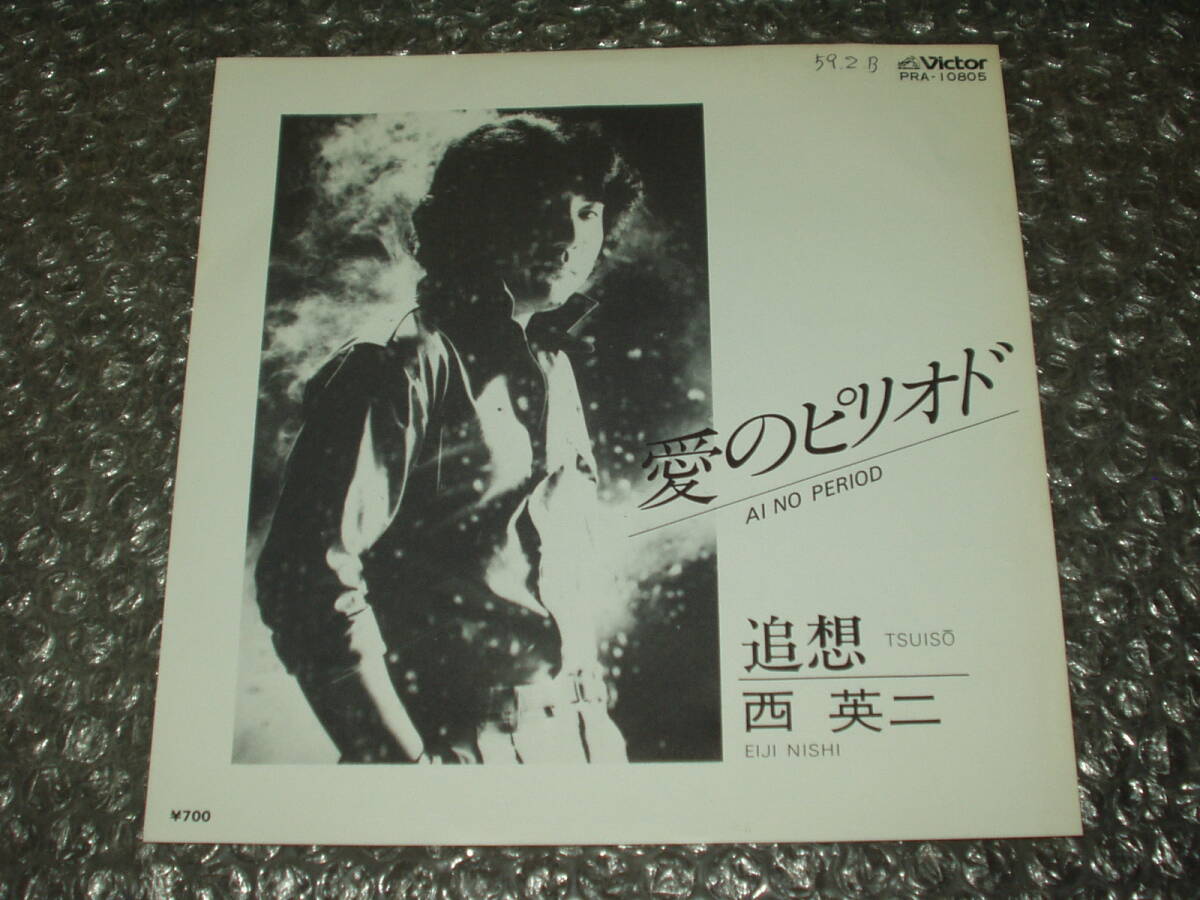 59.2 B
Victor
PRA-10805
愛のピリオド
AI NO PERIOD
追想 TSUISŌ
西 英二
EIJI NISHI
¥700